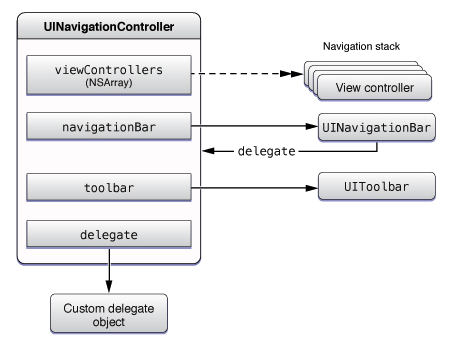 UINavigationController
Navigation stack
viewControllers
(NSArray)
View controller
navigationBar
UINavigationBar
delegate
toolbar
UIToolbar
delegate
Custom delegate
object